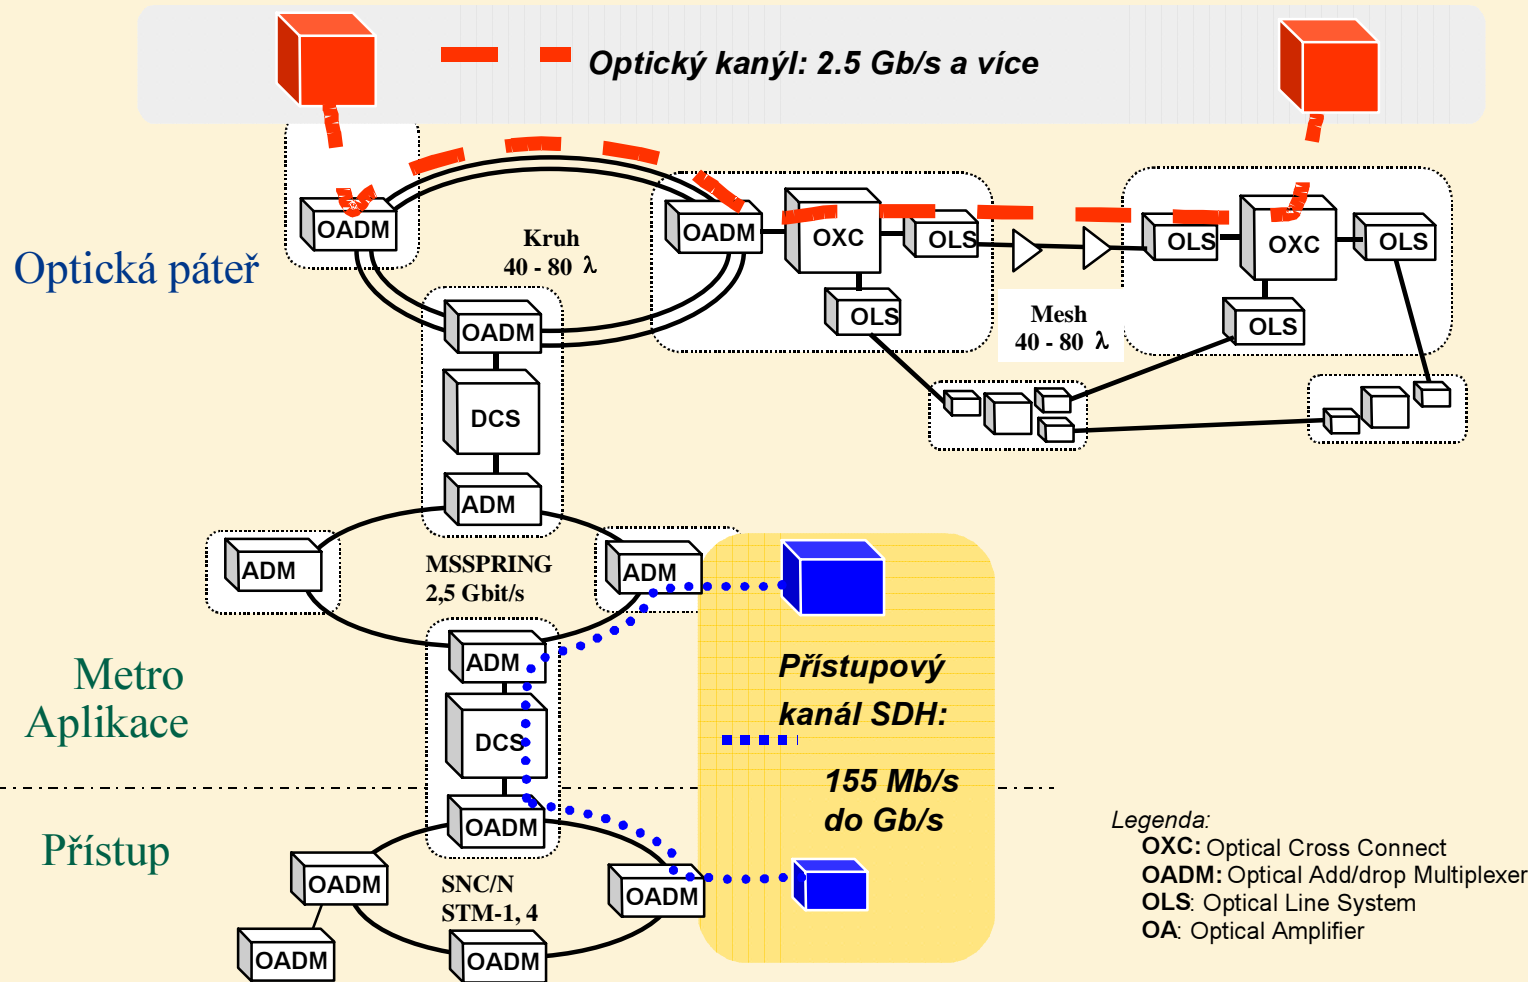 Optický kanýl: 2.5 Gb/s a více
OADM
Kruh
40 - 80 λ
OADM
OXC
OLS
OLS
OXC
OLS
Optická páteř
OADM
OLS
Mesh
40 - 80 λ
OLS
DCS
ADM
ADM
MSSPRING
2,5 Gbit/s
ADM
ADM
Metro
Aplikace
DCS
Přístupový
kanál SDH:
155 Mb/s
do Gb/s
OADM
Přístup
OADM
SNC/N
STM-1, 4
OADM
OADM
OADM
Legenda:
OXC: Optical Cross Connect
OADM: Optical Add/drop Multiplexer
OLS: Optical Line System
OA: Optical Amplifier